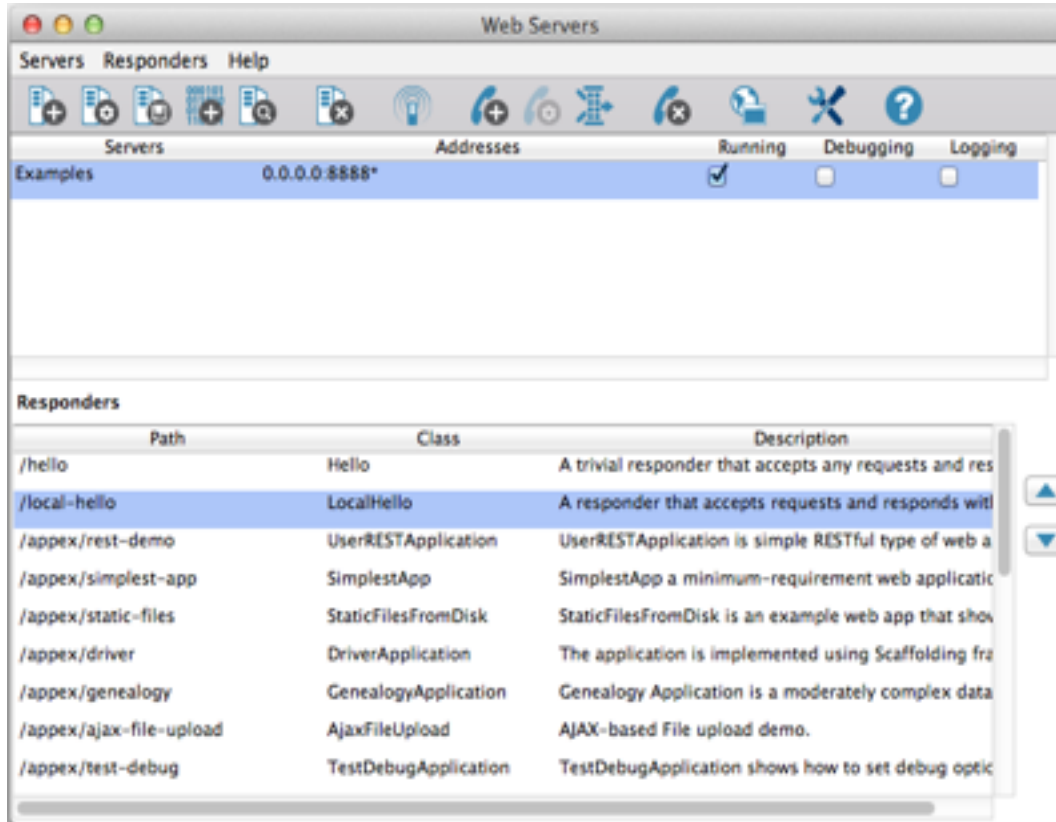 Web Servers
Servers Responders Help
Servers Addresses Running Debugging Logging
Examples 0.0.0.0:8888*
Responders
Path Class Description
/hello Hello A trivial responder that accepts any requests and res
/local-hello LocalHello A responder that accepts requests and responds wit
/appex/rest-demo UserRESTApplication UserRESTApplication is simple RESTful type of web a
/appex/simplest-app SimplestApp SimplestApp a minimum-requirement web applicatio
/appex/static-files StaticFilesFromDisk StaticFilesFromDisk is an example web app that show
/appex/driver DriverApplication The application is implemented using Scaffolding fra
/appex/genealogy GenealogyApplication Genealogy Application is a moderately complex data
/appex/ajax-file-upload AjaxFileUpload AJAX-based File upload demo.
/appex/test-debug TestDebugApplication TestDebugApplication shows how to set debug optic